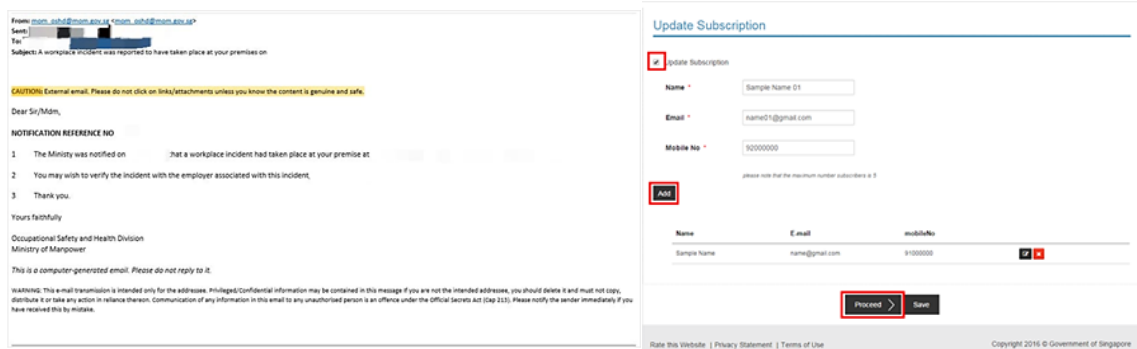 From: mom_oshd@mom.gov.sg <mom_oshd@mom.gov.sg>
Sent:
To:
Subject: A workplace incident was reported to have taken place at your premises on
CAUTION: External email. Please do not click on links/attachments unless you know the content is genuine and safe.
Dear Sir/Mdm,
NOTIFICATION REFERENCE NO
1 The Ministy was notified on that a workplace incident had taken place at your premise at
2 You may wish to verify the incident with the employer associated with this incident.
3 Thank you.
Yours faithfully
Occupational Safety and Health Division
Ministry of Manpower
This is a computer-generated email. Please do not reply to it.
WARNING: This e-mail transmission is intended only for the addressee. Privileged/Confidential information may be contained in this message if you are not the intended addressee, you should delete it and must not copy,
distribute it or take any action in reliance thereon. Communication of any information in this email to any unauthorised person is an offence under the Official Secrets Act (Cap 213). Please notify the sender immediately if you
have received this by mistake.
Update Subscription
Update Subscription
Name * Sample Name 01
Email * name01@gmail.com
Mobile No * 92000000
please note that the maximum number subscribers is 5
Add
Name E.mail mobileNo
Sample Name name@gmail.com 91000000
Proceed Save
Rate this Website | Privacy Statement | Terms of Use Copyright 2016 © Government of Singapore